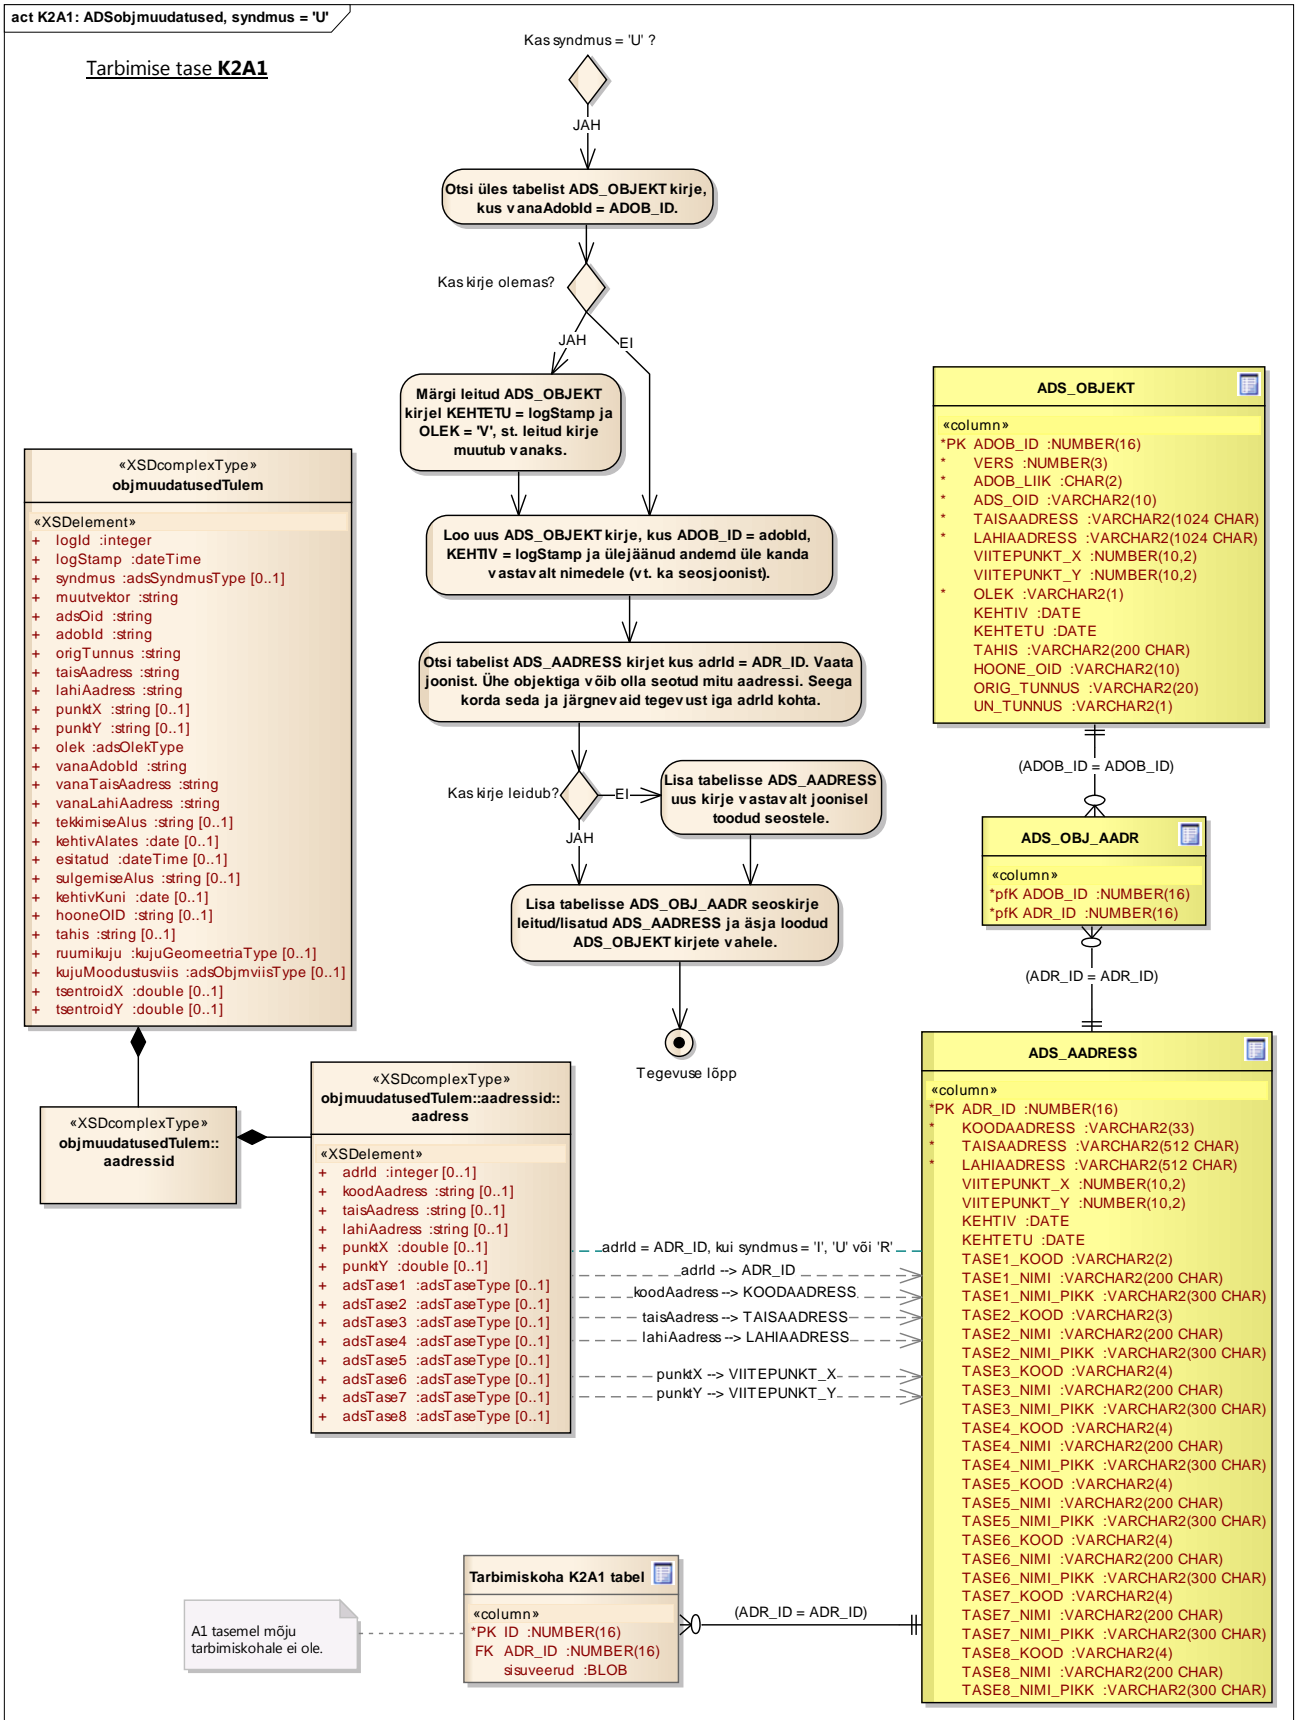 act K2A1: ADSobjmuudatused, syndmus = 'U'
Tarbimise tase K2A1
Kas syndmus = 'U' ?
JAH
Otsi üles tabelist ADS_OBJEKT kirje,
kus vanaAdobId = ADOB_ID.
Kas kirje olemas?
JAH
EI
Märgi leitud ADS_OBJEKT
kirjel KEHTETU = logStamp ja
OLEK = 'V', st. leitud kirje
muutub vanaks.
Loo uus ADS_OBJEKT kirje, kus ADOB_ID = adobId,
KEHTIV = logStamp ja ülejäänud andemd üle kanda
vastavalt nimedele (vt. ka seosjoonist).
Otsi tabelist ADS_AADRESS kirjet kus adrId = ADR_ID. Vaata
joonist. Ühe objektiga võib olla seotud mitu aadressi. Seega
korda seda ja järgnevaid tegevust iga adrId kohta.
Kas kirje leidub?
EI
JAH
Lisa tabelisse ADS_AADRESS
uus kirje vastavalt joonisel
toodud seostele.
Lisa tabelisse ADS_OBJ_AADR seoskirje
leitud/lisatud ADS_AADRESS ja äsja loodud
ADS_OBJEKT kirjete vahele.
Tegevuse lõpp
«XSDcomplexType»
objmuudatusedTulem
«XSDelement»
+ logId :integer
+ logStamp :dateTime
+ syndmus :adsSyndmusType [0..1]
+ muutvektor :string
+ adsOid :string
+ adobId :string
+ origTunnus :string
+ taisAadress :string
+ lahiAadress :string
+ punktX :string [0..1]
+ punktY :string [0..1]
+ olek :adsOlekType
+ vanaAdobId :string
+ vanaTaisAadress :string
+ vanaLahiAadress :string
+ tekkimiseAlus :string [0..1]
+ kehtivAlates :date [0..1]
+ esitatud :dateTime [0..1]
+ sulgemiseAlus :string [0..1]
+ kehtivKuni :date [0..1]
+ hooneOID :string [0..1]
+ tahis :string [0..1]
+ ruumikuju :kujuGeomeetriaType [0..1]
+ kujuMoodustusviis :adsObjmviisType [0..1]
+ tsentroidX :double [0..1]
+ tsentroidY :double [0..1]
«XSDcomplexType»
objmuudatusedTulem::
aadressid
«XSDcomplexType»
objmuudatusedTulem::aadressid::
aadress
«XSDelement»
+ adrId :integer [0..1]
+ koodAadress :string [0..1]
+ taisAadress :string [0..1]
+ lahiAadress :string [0..1]
+ punktX :double [0..1]
+ punktY :double [0..1]
+ adsTase1 :adsTaseType [0..1]
+ adsTase2 :adsTaseType [0..1]
+ adsTase3 :adsTaseType [0..1]
+ adsTase4 :adsTaseType [0..1]
+ adsTase5 :adsTaseType [0..1]
+ adsTase6 :adsTaseType [0..1]
+ adsTase7 :adsTaseType [0..1]
+ adsTase8 :adsTaseType [0..1]
adrId = ADR_ID, kui syndmus = 'I', 'U' või 'R'
adrId --> ADR_ID
koodAadress --> KOODAADRESS
taisAadress --> TAISAADRESS
lahiAadress --> LAHIAADRESS
punktX --> VIITEPUNKT_X
punktY --> VIITEPUNKT_Y
ADS_OBJEKT
«column»
*PK ADOB_ID :NUMBER(16)
* VERS :NUMBER(3)
* ADOB_LIIK :CHAR(2)
* ADS_OID :VARCHAR2(10)
* TAISAADRESS :VARCHAR2(1024 CHAR)
* LAHIAADRESS :VARCHAR2(1024 CHAR)
VIITEPUNKT_X :NUMBER(10,2)
VIITEPUNKT_Y :NUMBER(10,2)
* OLEK :VARCHAR2(1)
KEHTIV :DATE
KEHTETU :DATE
TAHIS :VARCHAR2(200 CHAR)
HOONE_OID :VARCHAR2(10)
ORIG_TUNNUS :VARCHAR2(20)
UN_TUNNUS :VARCHAR2(1)
(ADOB_ID = ADOB_ID)
ADS_OBJ_AADR
«column»
*pfK ADOB_ID :NUMBER(16)
*pfK ADR_ID :NUMBER(16)
(ADR_ID = ADR_ID)
ADS_AADRESS
«column»
*PK ADR_ID :NUMBER(16)
* KOODAADRESS :VARCHAR2(33)
* TAISAADRESS :VARCHAR2(512 CHAR)
* LAHIAADRESS :VARCHAR2(512 CHAR)
VIITEPUNKT_X :NUMBER(10,2)
VIITEPUNKT_Y :NUMBER(10,2)
KEHTIV :DATE
KEHTETU :DATE
TASE1_KOOD :VARCHAR2(2)
TASE1_NIMI :VARCHAR2(200 CHAR)
TASE1_NIMI_PIKK :VARCHAR2(300 CHAR)
TASE2_KOOD :VARCHAR2(3)
TASE2_NIMI :VARCHAR2(200 CHAR)
TASE2_NIMI_PIKK :VARCHAR2(300 CHAR)
TASE3_KOOD :VARCHAR2(4)
TASE3_NIMI :VARCHAR2(200 CHAR)
TASE3_NIMI_PIKK :VARCHAR2(300 CHAR)
TASE4_KOOD :VARCHAR2(4)
TASE4_NIMI :VARCHAR2(200 CHAR)
TASE4_NIMI_PIKK :VARCHAR2(300 CHAR)
TASE5_KOOD :VARCHAR2(4)
TASE5_NIMI :VARCHAR2(200 CHAR)
TASE5_NIMI_PIKK :VARCHAR2(300 CHAR)
TASE6_KOOD :VARCHAR2(4)
TASE6_NIMI :VARCHAR2(200 CHAR)
TASE6_NIMI_PIKK :VARCHAR2(300 CHAR)
TASE7_KOOD :VARCHAR2(4)
TASE7_NIMI :VARCHAR2(200 CHAR)
TASE7_NIMI_PIKK :VARCHAR2(300 CHAR)
TASE8_KOOD :VARCHAR2(4)
TASE8_NIMI :VARCHAR2(200 CHAR)
TASE8_NIMI_PIKK :VARCHAR2(300 CHAR)
Tarbimiskoha K2A1 tabel
«column»
*PK ID :NUMBER(16)
FK ADR_ID :NUMBER(16)
sisuveerud :BLOB
(ADR_ID = ADR_ID)
A1 tasemel mõju
tarbimiskohale ei ole.